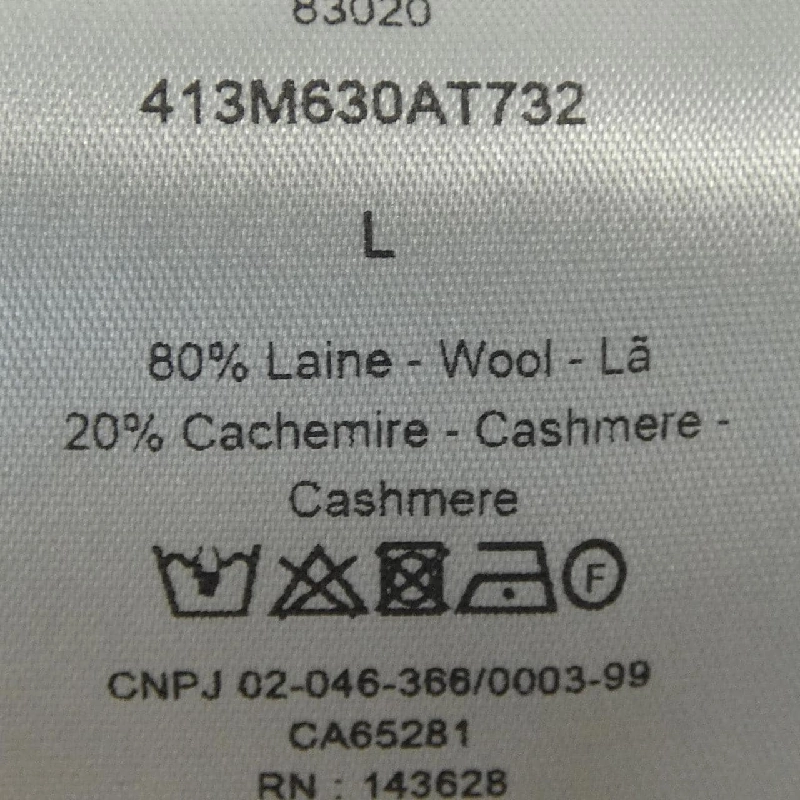 83020
413M630AT732
L
80% Laine - Wool - Lã
20% Cachemire - Cashmere -
Cashmere
F
CNPJ 02-046-366/0003-99
CA65281
RN : 143628